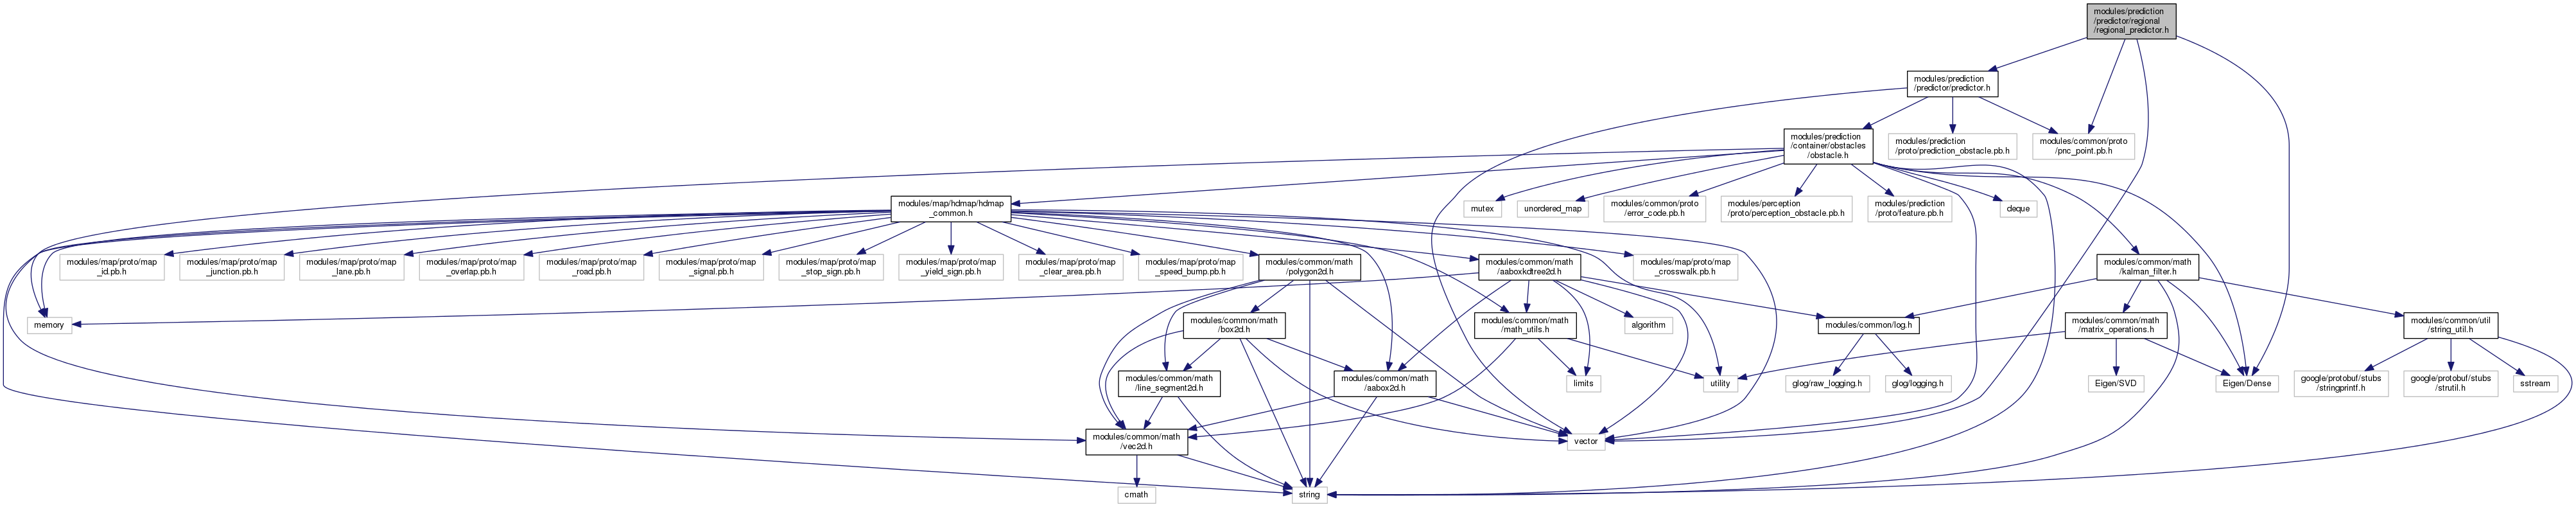 modules/prediction
/predictor/regional
/regional_predictor.h
modules/prediction
/predictor/predictor.h
modules/prediction
/container/obstacles
/obstacle.h
modules/prediction
/proto/prediction_obstacle.pb.h
modules/common/proto
/pnc_point.pb.h
modules/map/hdmap/hdmap
_common.h
mutex
unordered_map
modules/common/proto
/error_code.pb.h
modules/perception
/proto/perception_obstacle.pb.h
modules/prediction
/proto/feature.pb.h
deque
modules/map/proto/map
_id.pb.h
modules/map/proto/map
_junction.pb.h
modules/map/proto/map
_lane.pb.h
modules/map/proto/map
_overlap.pb.h
modules/map/proto/map
_road.pb.h
modules/map/proto/map
_signal.pb.h
modules/map/proto/map
_stop_sign.pb.h
modules/map/proto/map
_yield_sign.pb.h
modules/map/proto/map
_clear_area.pb.h
modules/map/proto/map
_speed_bump.pb.h
modules/common/math
/polygon2d.h
modules/common/math
/aaboxkdtree2d.h
modules/map/proto/map
_crosswalk.pb.h
modules/common/math
/kalman_filter.h
memory
modules/common/math
/box2d.h
modules/common/math
/math_utils.h
algorithm
modules/common/log.h
modules/common/math
/matrix_operations.h
modules/common/util
/string_util.h
modules/common/math
/line_segment2d.h
modules/common/math
/aabox2d.h
limits
utility
glog/raw_logging.h
glog/logging.h
Eigen/SVD
Eigen/Dense
google/protobuf/stubs
/stringprintf.h
google/protobuf/stubs
/strutil.h
sstream
modules/common/math
/vec2d.h
vector
cmath
string